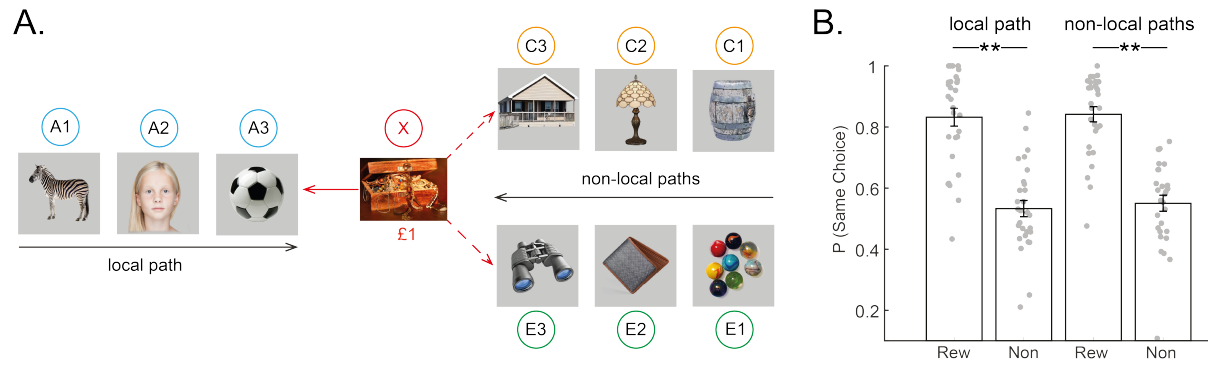 A.
C3 C2 C1
A1 A2 A3 X
non-local paths
£1
local path
E3 E2 E1
B.
local path non-local paths
** **
P (Same Choice)
1
0.8
0.6
0.4
0.2
Rew Non Rew Non